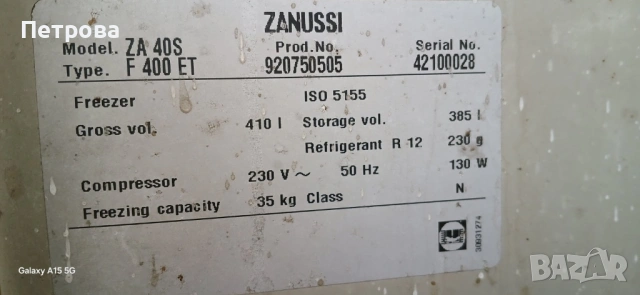 Петрова
ZANUSSI
Model. ZA 40S Prod.No. Serial No.
Type. F 400 ET 920750505 42100028
Freezer ISO 5155
Gross vol. 410 l Storage vol. 385 l
Refrigerant R 12 230 g
Compressor 230 V ~ 50 Hz 130 W
Freezing capacity 35 kg Class N
30931274
Galaxy A15 5G
BAZAR